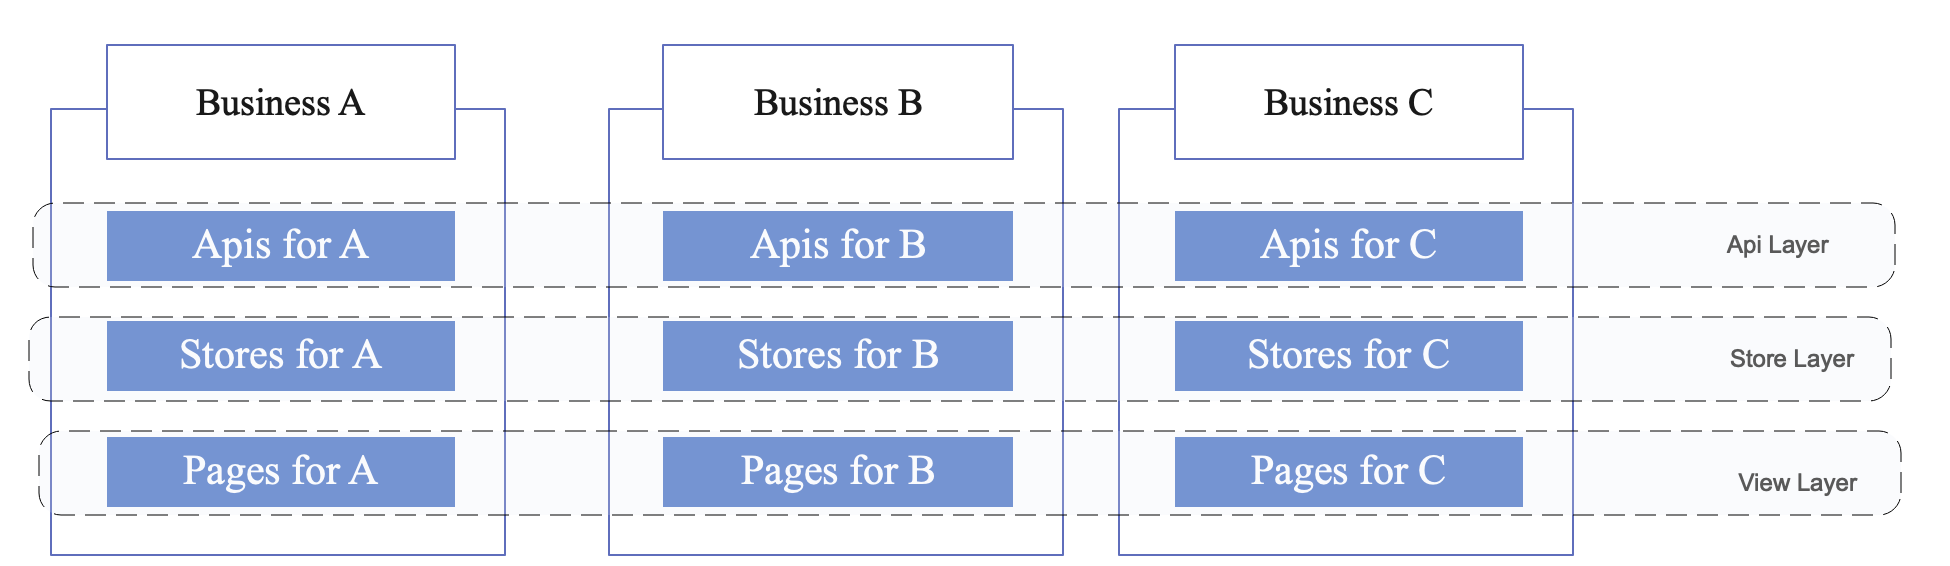 Business A
Business B
Business C
Apis for A
Apis for B
Apis for C
Api Layer
Stores for A
Stores for B
Stores for C
Store Layer
Pages for A
Pages for B
Pages for C
View Layer